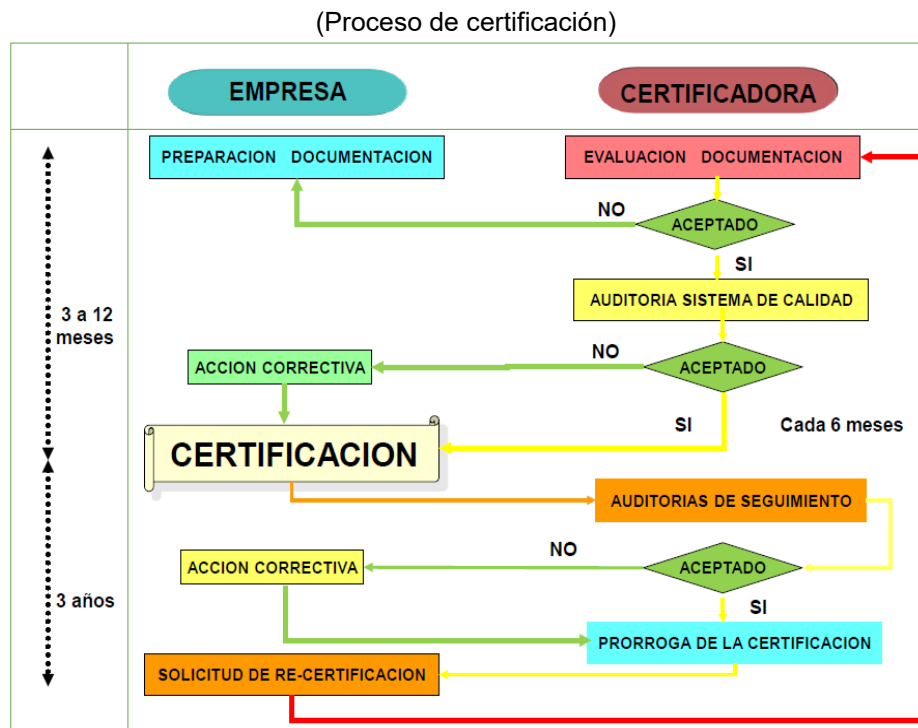 (Proceso de certificación)
EMPRESA
CERTIFICADORA
PREPARACION DOCUMENTACION
EVALUACION DOCUMENTACION
NO
ACEPTADO
SI
AUDITORIA SISTEMA DE CALIDAD
3 a 12
meses
NO
ACCION CORRECTIVA
ACEPTADO
SI
Cada 6 meses
CERTIFICACION
AUDITORIAS DE SEGUIMIENTO
NO
ACCION CORRECTIVA
ACEPTADO
3 años
SI
PRORROGA DE LA CERTIFICACION
SOLICITUD DE RE-CERTIFICACION